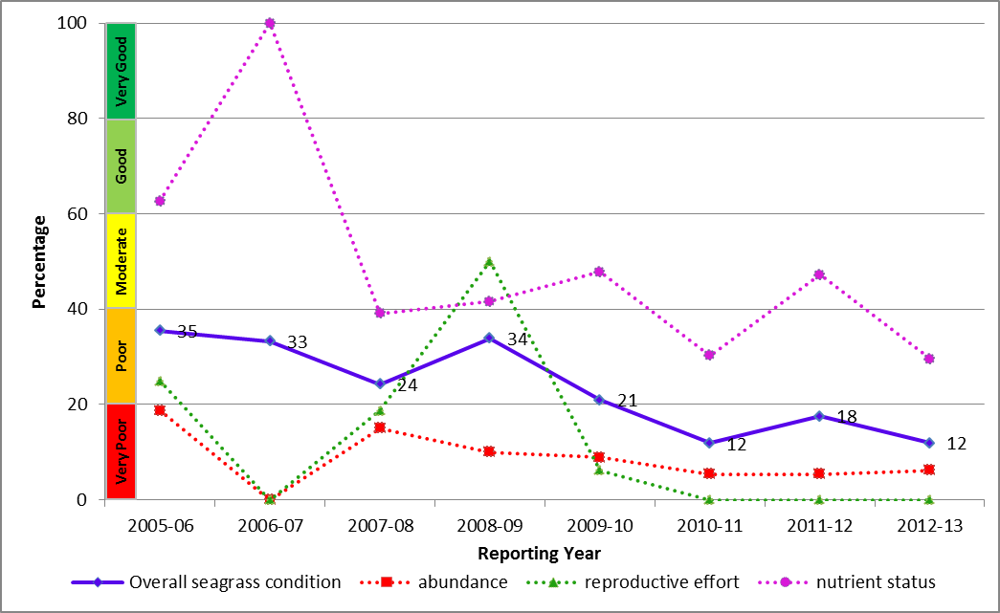 100
80
60
40
20
0
Percentage
Very Good
Good
Moderate
Poor
Very Poor
35
33
24
34
21
12
18
12
2005-06 2006-07 2007-08 2008-09 2009-10 2010-11 2011-12 2012-13
Reporting Year
Overall seagrass condition abundance reproductive effort nutrient status